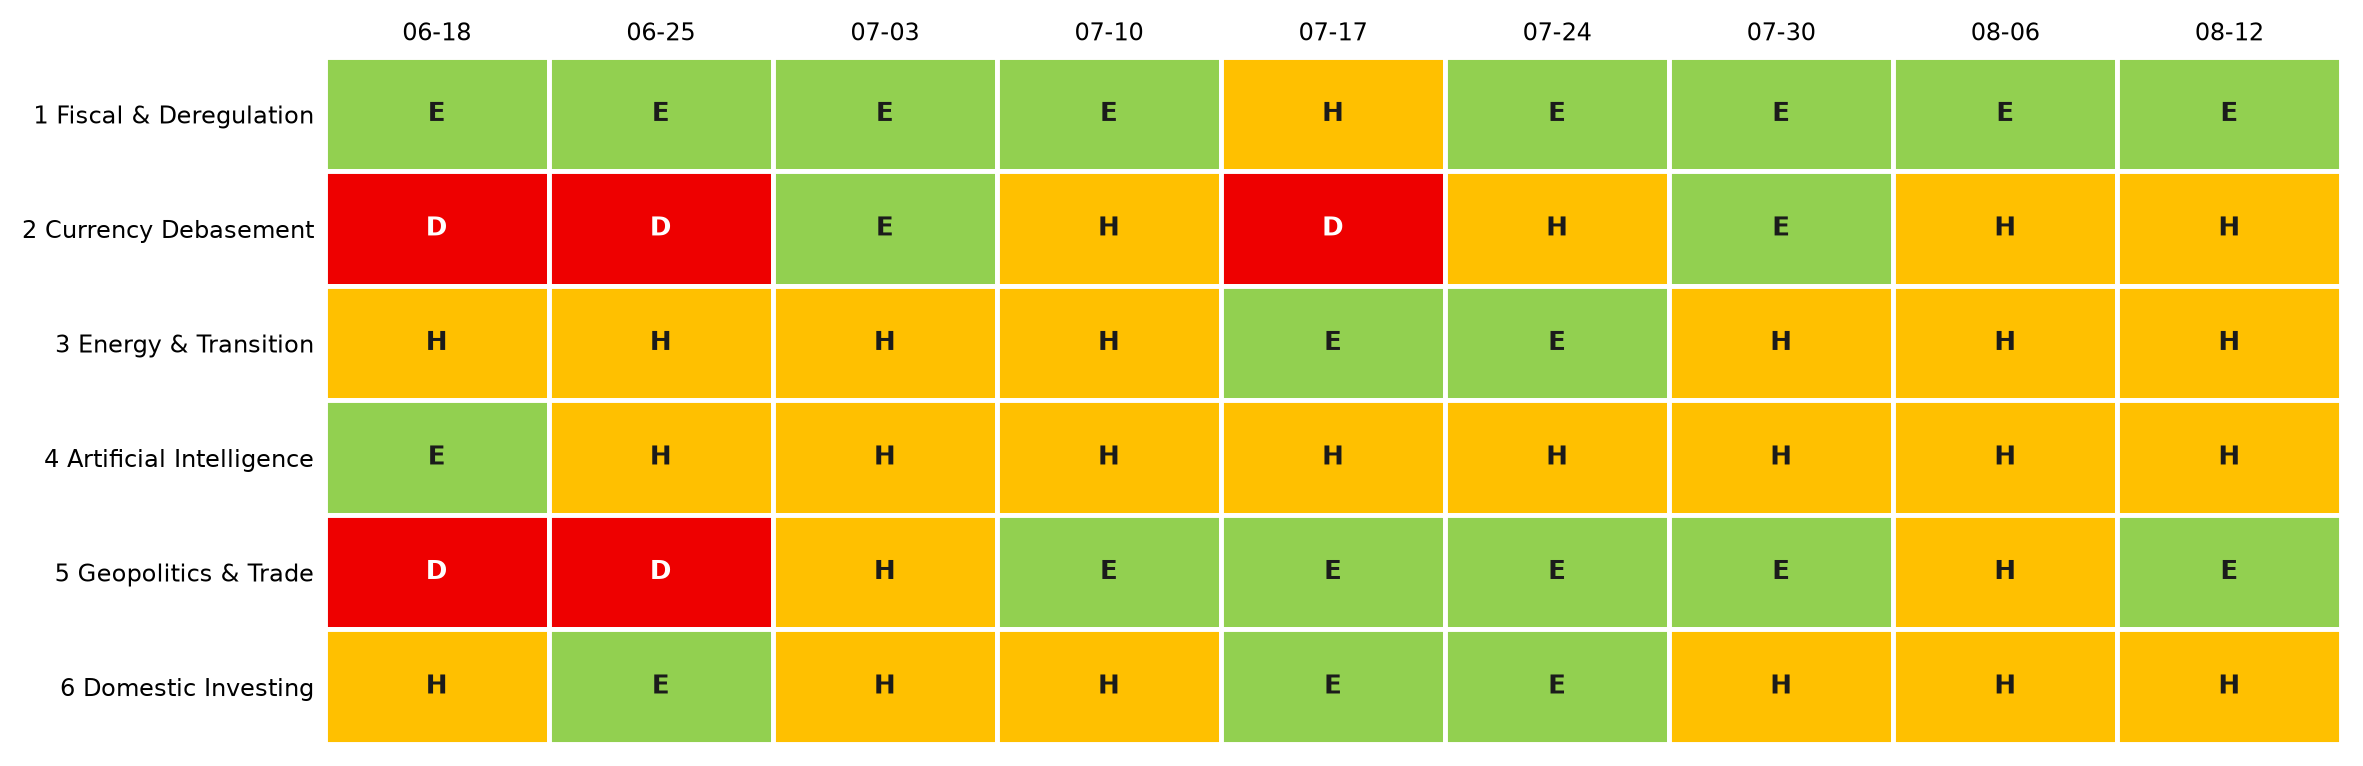 06-18 06-25 07-03 07-10 07-17 07-24 07-30 08-06 08-12
1 Fiscal & Deregulation E E E E H E E E E
2 Currency Debasement D D E H D H E H H
3 Energy & Transition H H H H E E H H H
4 Artificial Intelligence E H H H H H H H H
5 Geopolitics & Trade D D H E E E E H E
6 Domestic Investing H E H H E E H H H